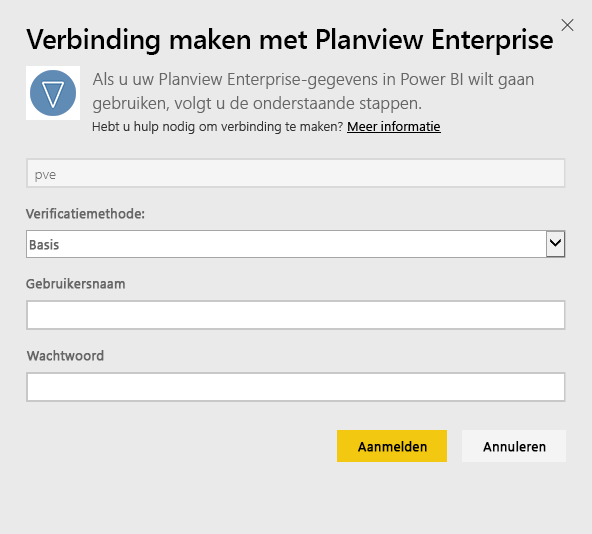 Verbinding maken met Planview Enterprise
Als u uw Planview Enterprise-gegevens in Power BI wilt gaan
gebruiken, volgt u de onderstaande stappen.
Hebt u hulp nodig om verbinding te maken? Meer informatie
pve
Verificatiemethode:
Basis
Gebruikersnaam
Wachtwoord
Aanmelden
Annuleren